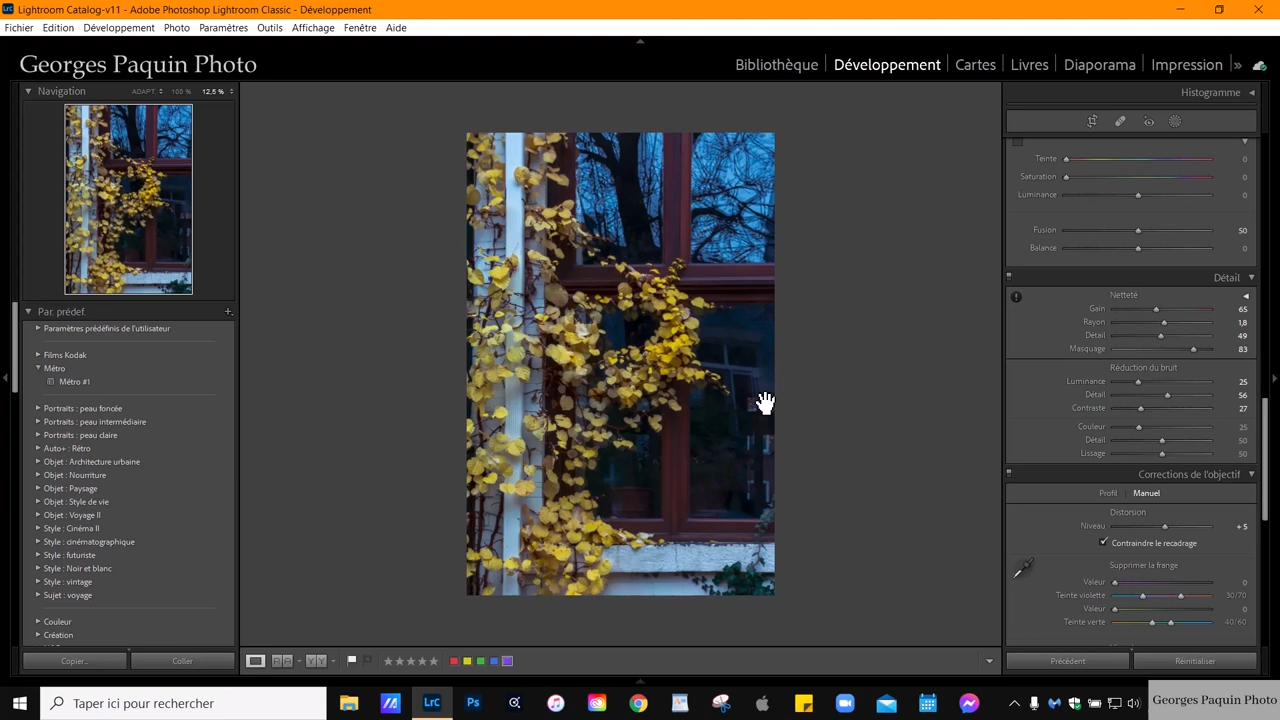 Lightroom Catalog-v11 - Adobe Photoshop Lightroom Classic - Développement
Fichier Edition Développement Photo Paramètres Outils Affichage Fenêtre Aide
Georges Paquin Photo
Bibliothèque Développement Cartes Livres Diaporama Impression »
Navigation ADAPT. 100 % 12,5 %
Histogramme
Teinte 0
Saturation 0
Luminance 0
Fusion 50
Balance 0
Détail
Netteté
Gain 65
Rayon 1,8
Détail 49
Masquage 83
Réduction du bruit
Luminance 25
Détail 56
Contraste 27
Couleur 25
Détail 50
Lissage 50
Corrections de l'objectif
Profil Manuel
Distorsion
Niveau +5
Contraindre le recadrage
Supprimer la frange
Valeur 0
Teinte violette 30/70
Valeur 0
Teinte verte 40/60
Précédent Réinitialiser
Par. prédef.
Paramètres prédéfinis de l'utilisateur
Films Kodak
Métro
Métro #1
Portraits : peau foncée
Portraits : peau intermédiaire
Portraits : peau claire
Auto+ : Rétro
Objet : Architecture urbaine
Objet : Nourriture
Objet : Paysage
Objet : Style de vie
Objet : Voyage II
Style : Cinéma II
Style : cinématographique
Style : futuriste
Style : Noir et blanc
Style : vintage
Sujet : voyage
Couleur
Création
Copier... Coller
Taper ici pour rechercher
LrC Ps
Georges Paquin Photo